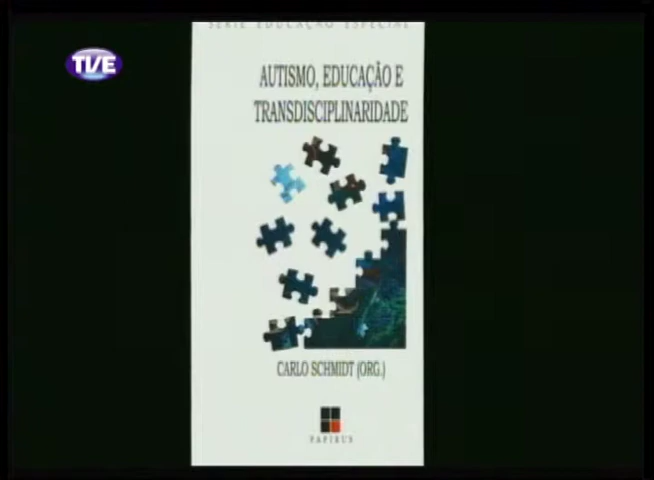 SÉRIE EDUCAÇÃO ESPECIAL
TVE
AUTISMO, EDUCAÇÃO E
TRANSDISCIPLINARIDADE
CARLO SCHMIDT (ORG.)
PAPIRUS